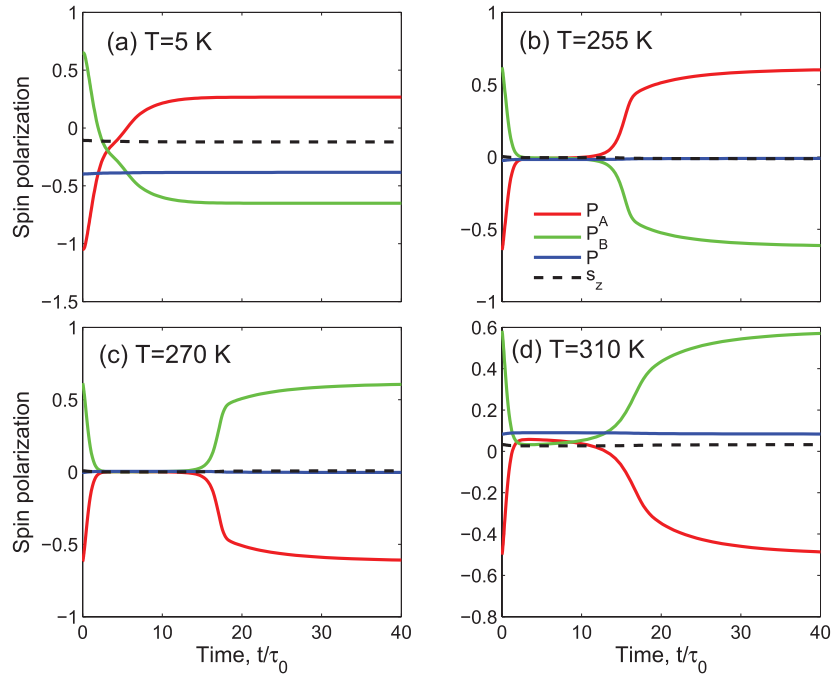 (a) T=5 K
1
0.5
0
−0.5
−1
−1.5
Spin polarization
(b) T=255 K
1
0.5
0
−0.5
−1
P_A
P_B
P
s_z
(c) T=270 K
1
0.5
0
−0.5
−1
Spin polarization
0 10 20 30 40
Time, t/τ_0
(d) T=310 K
0.6
0.4
0.2
0
−0.2
−0.4
−0.6
−0.8
0 10 20 30 40
Time, t/τ_0